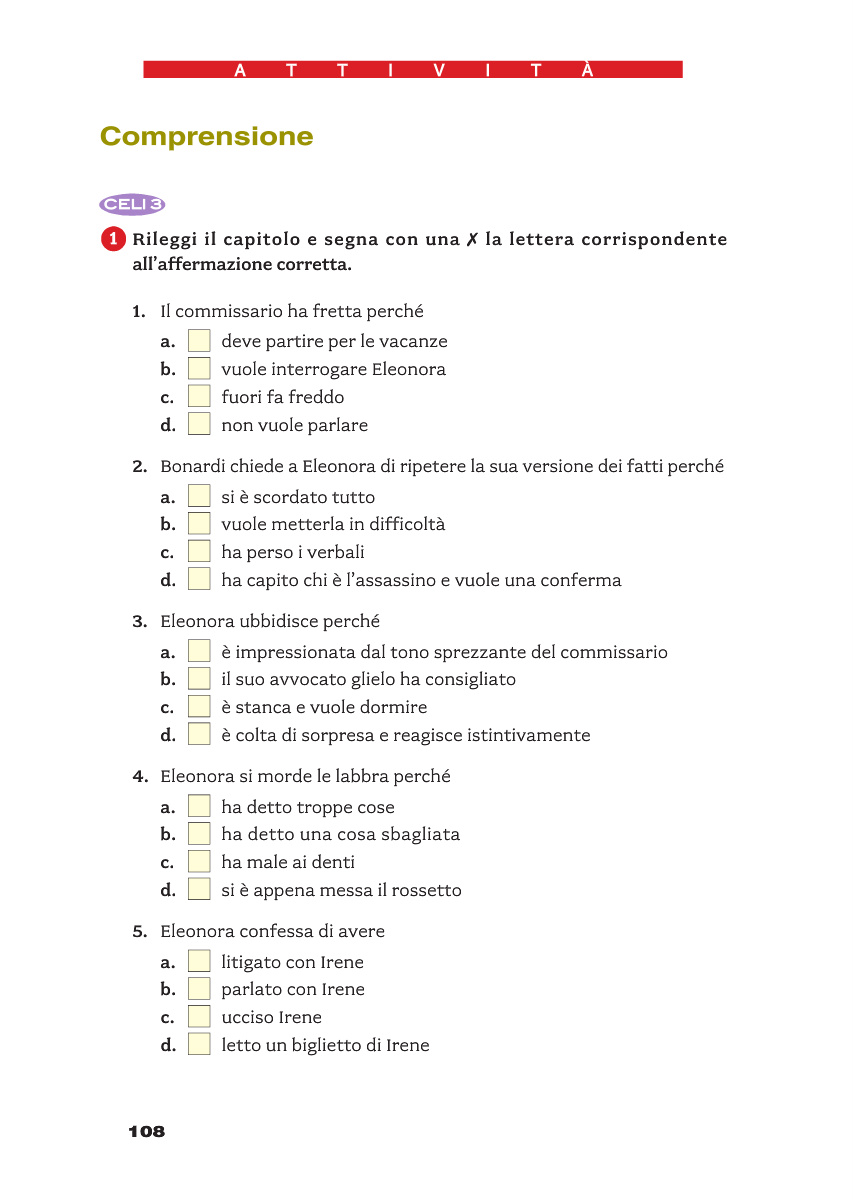 ATTIVITÀ
Comprensione
CELI 3
1 Rileggi il capitolo e segna con una ✗ la lettera corrispondente
all'affermazione corretta.
1. Il commissario ha fretta perché
a. deve partire per le vacanze
b. vuole interrogare Eleonora
c. fuori fa freddo
d. non vuole parlare
2. Bonardi chiede a Eleonora di ripetere la sua versione dei fatti perché
a. si è scordato tutto
b. vuole metterla in difficoltà
c. ha perso i verbali
d. ha capito chi è l'assassino e vuole una conferma
3. Eleonora ubbidisce perché
a. è impressionata dal tono sprezzante del commissario
b. il suo avvocato glielo ha consigliato
c. è stanca e vuole dormire
d. è colta di sorpresa e reagisce istintivamente
4. Eleonora si morde le labbra perché
a. ha detto troppe cose
b. ha detto una cosa sbagliata
c. ha male ai denti
d. si è appena messa il rossetto
5. Eleonora confessa di avere
a. litigato con Irene
b. parlato con Irene
c. ucciso Irene
d. letto un biglietto di Irene
108